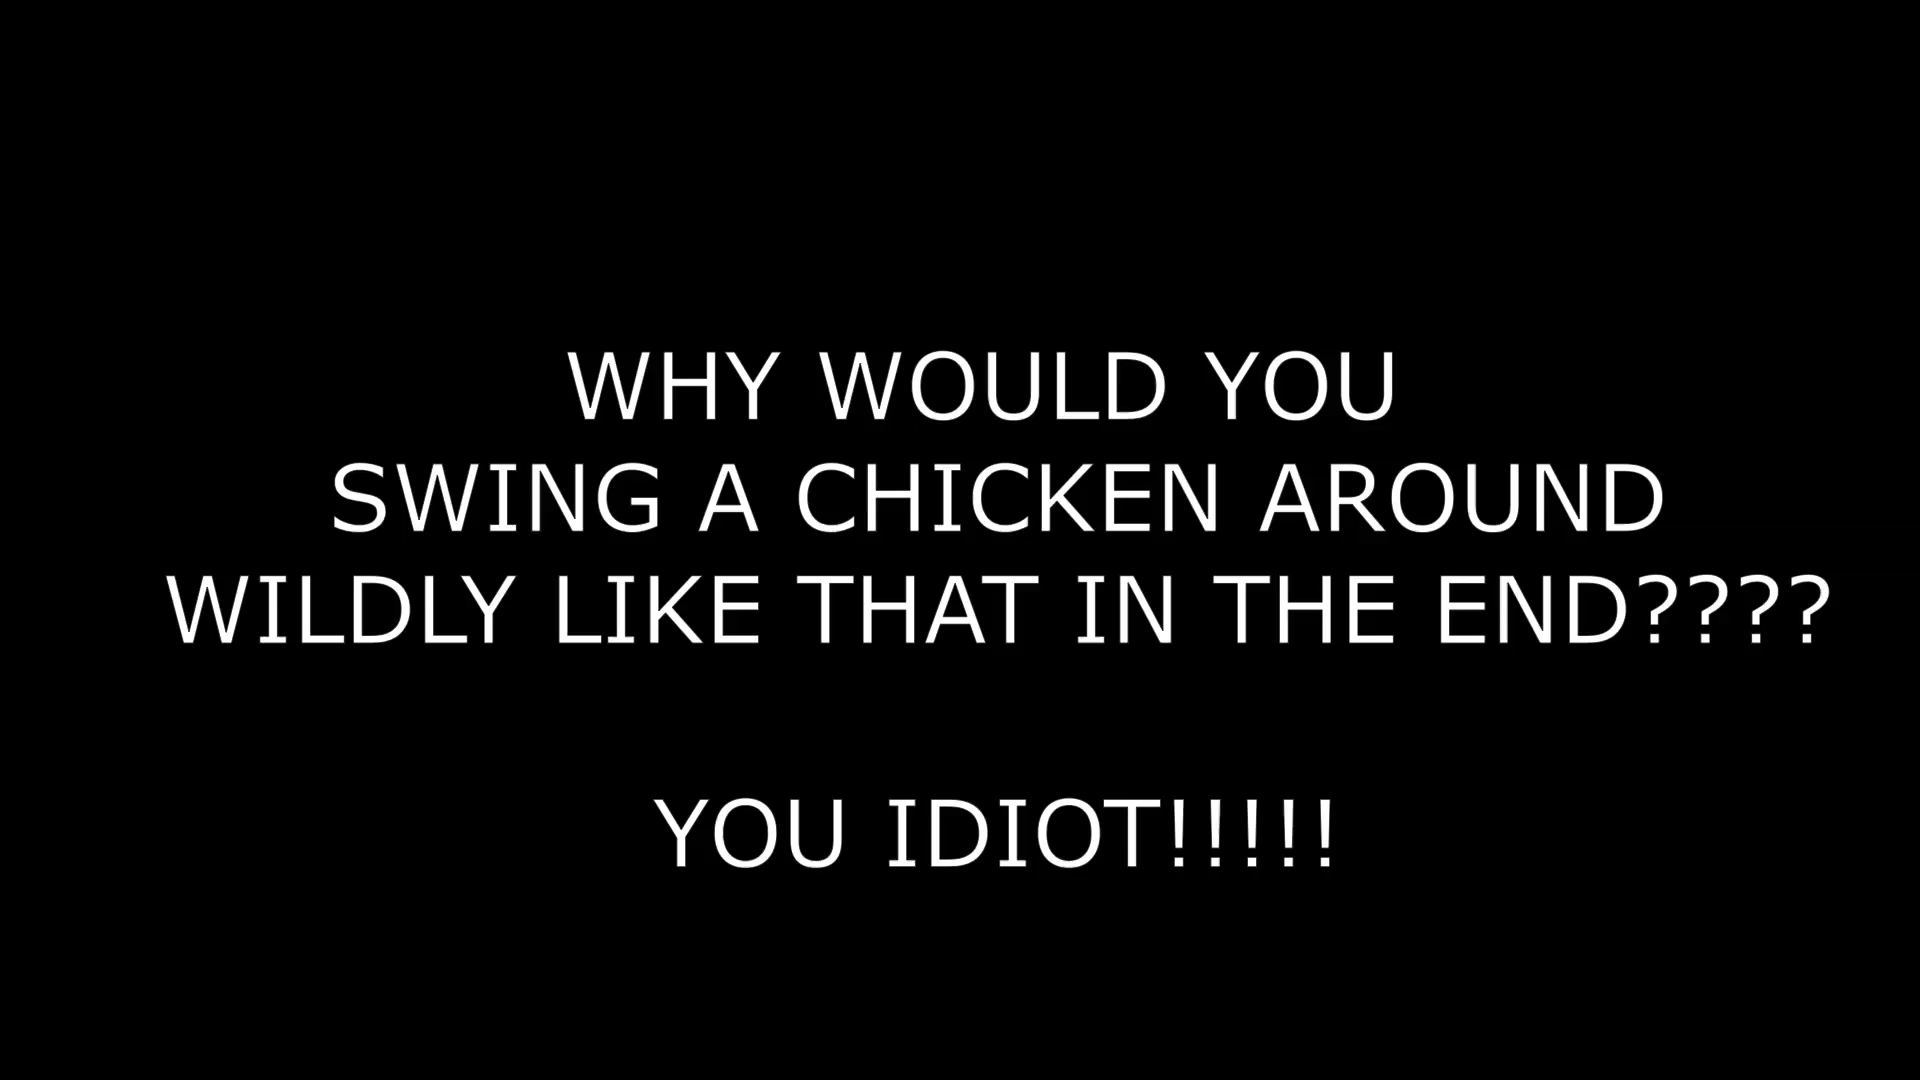 WHY WOULD YOU
SWING A CHICKEN AROUND
WILDLY LIKE THAT IN THE END????
YOU IDIOT!!!!!